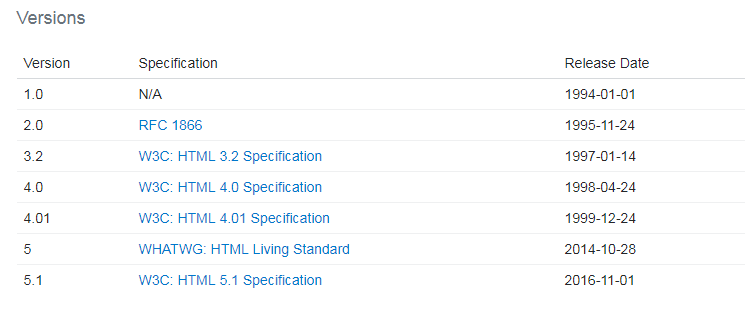 Versions
Version Specification Release Date
1.0 N/A 1994-01-01
2.0 RFC 1866 1995-11-24
3.2 W3C: HTML 3.2 Specification 1997-01-14
4.0 W3C: HTML 4.0 Specification 1998-04-24
4.01 W3C: HTML 4.01 Specification 1999-12-24
5 WHATWG: HTML Living Standard 2014-10-28
5.1 W3C: HTML 5.1 Specification 2016-11-01